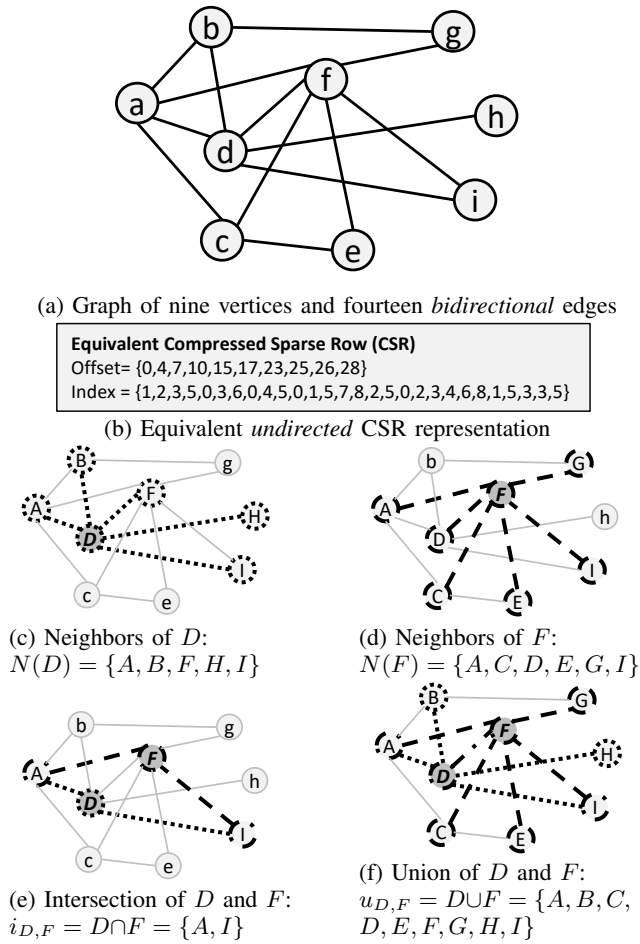 b
g
f
a
h
d
i
c
e
(a) Graph of nine vertices and fourteen bidirectional edges
Equivalent Compressed Sparse Row (CSR)
Offset= {0,4,7,10,15,17,23,25,26,28}
Index = {1,2,3,5,0,3,6,0,4,5,0,1,5,7,8,2,5,0,2,3,4,6,8,1,5,3,3,5}
(b) Equivalent undirected CSR representation
B
g
F
A
H
D
I
c
e
(c) Neighbors of D:
N(D) = {A, B, F, H, I}
b
G
F
A
h
D
I
C
E
(d) Neighbors of F:
N(F) = {A, C, D, E, G, I}
b
g
F
A
h
D
I
c
e
(e) Intersection of D and F:
i_{D,F} = D∩F = {A, I}
B
G
F
A
H
D
I
C
E
(f) Union of D and F:
u_{D,F} = D∪F = {A, B, C,
D, E, F, G, H, I}